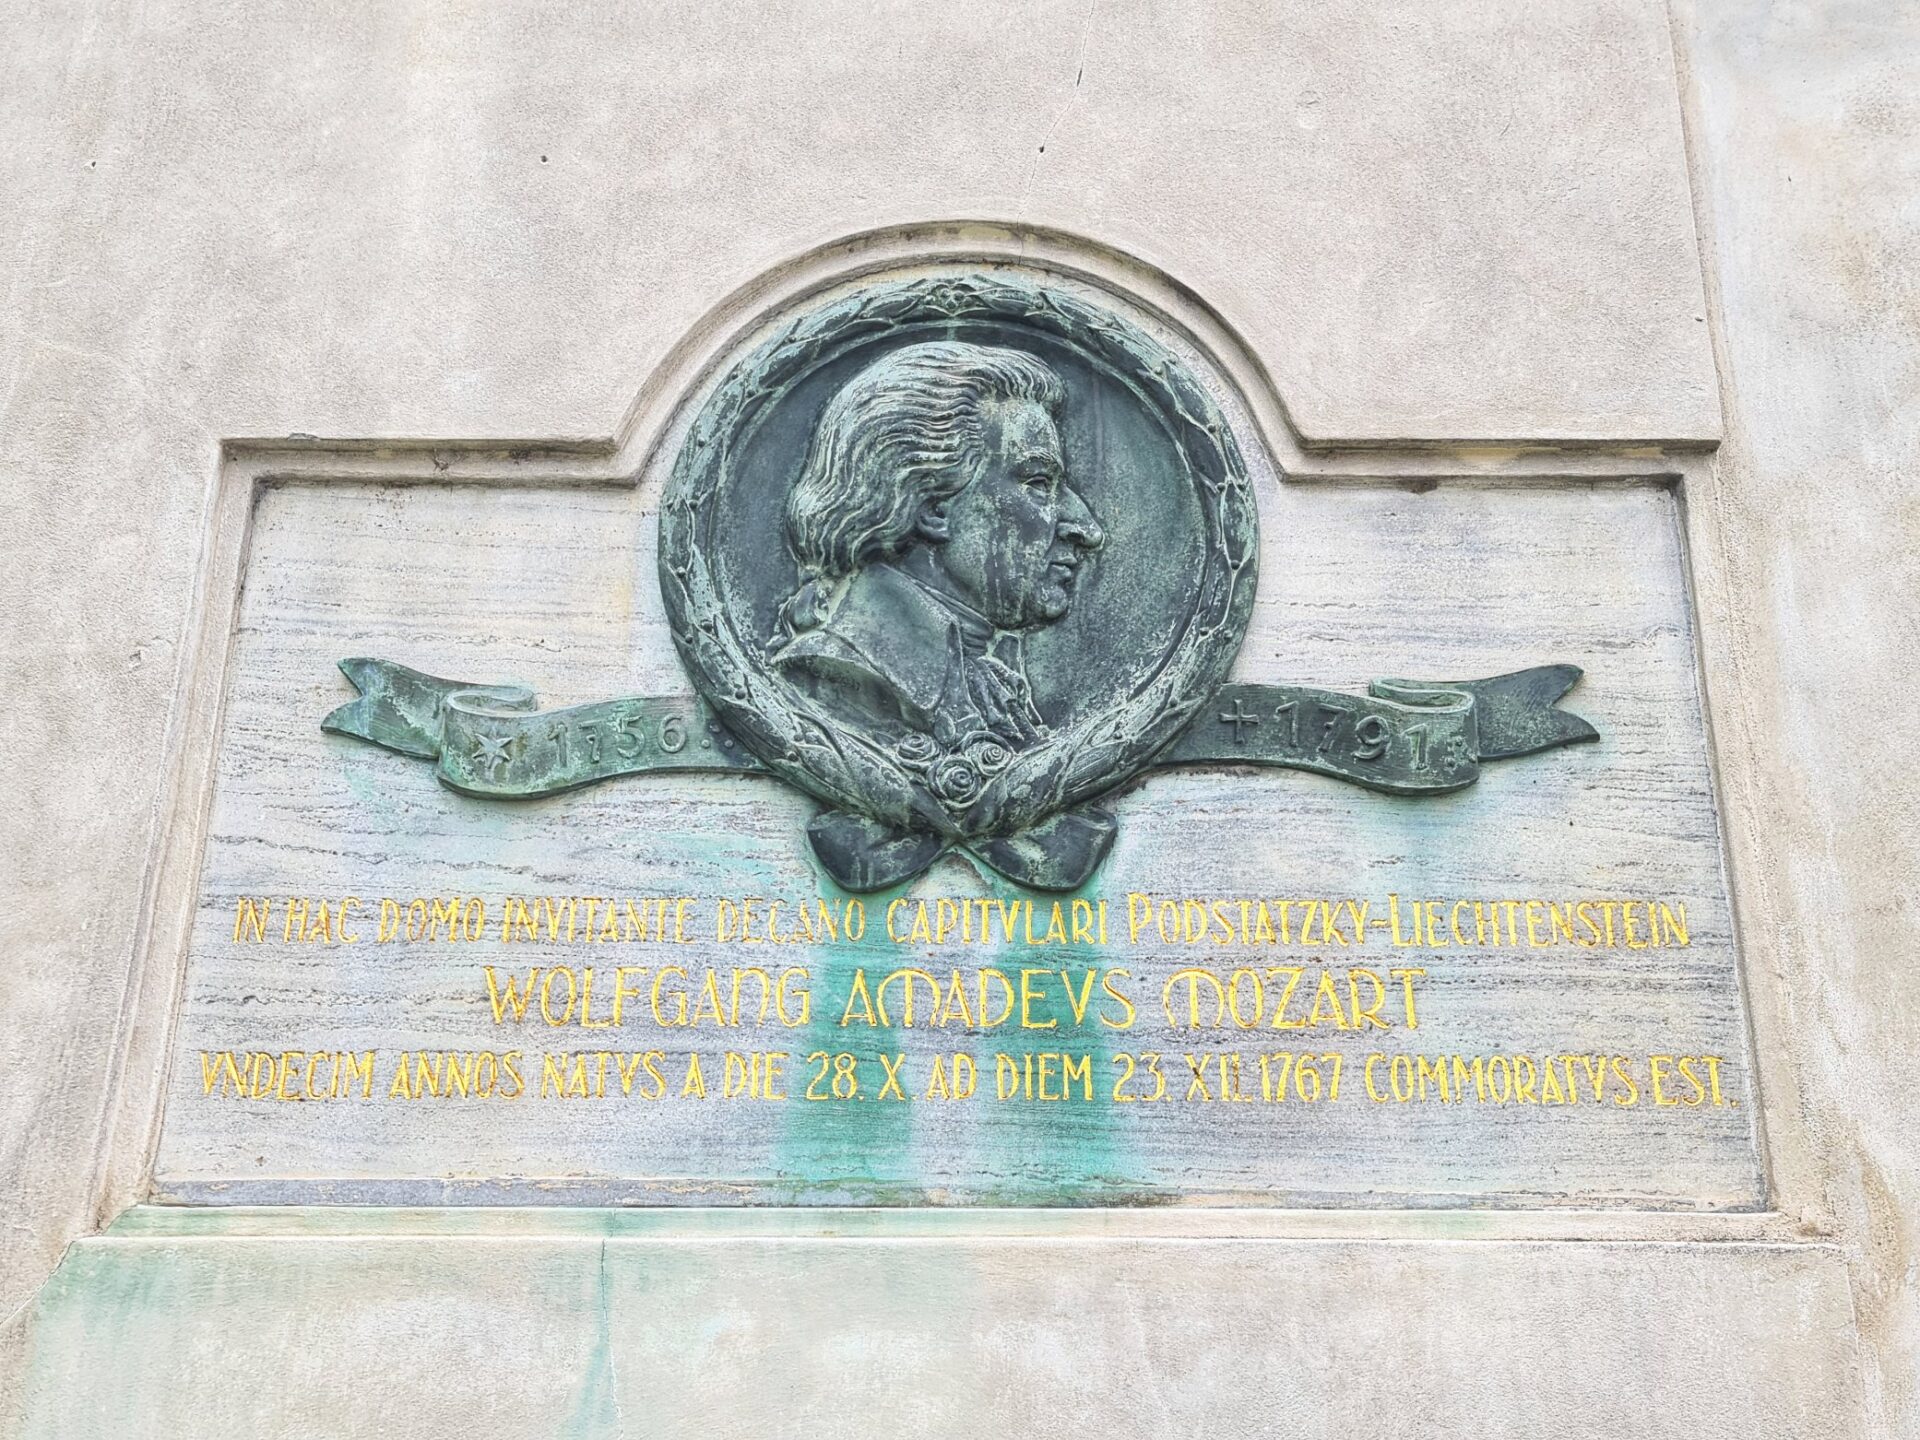 ★ 1756. + 1791.
IN HAC DOMO INVITANTE DECANO CAPITVLARI PODSTATZKY-LIECHTENSTEIN
WOLFGANG AMADEVS MOZART
VNDECIM ANNOS NATVS A DIE 28. X. AD DIEM 23. XII. 1767 COMMORATVS EST.